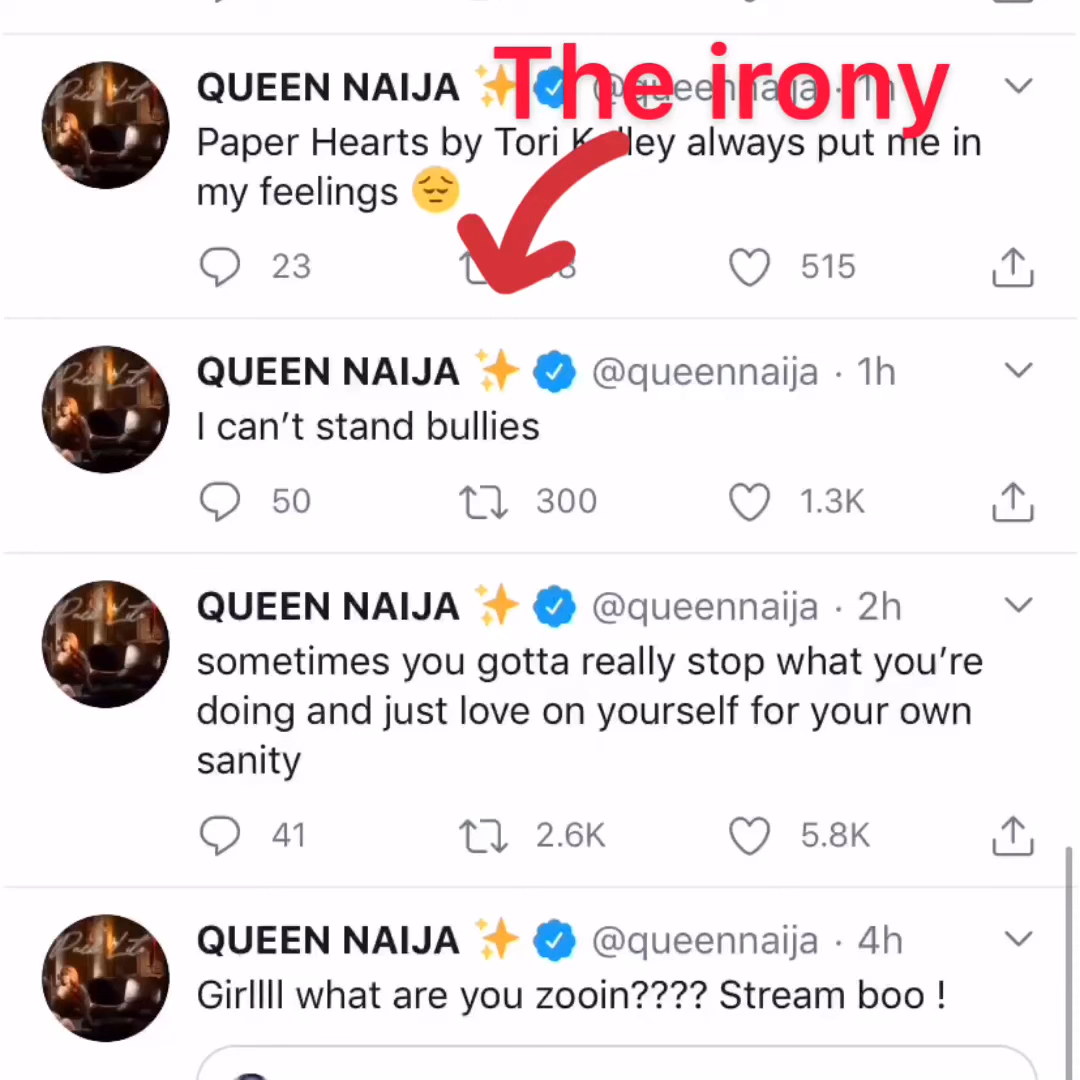 The irony
QUEEN NAIJA ✨ @queennaija · 1h
Paper Hearts by Tori Kelley always put me in
my feelings 😔
23 515
QUEEN NAIJA ✨ @queennaija · 1h
I can't stand bullies
50 300 1.3K
QUEEN NAIJA ✨ @queennaija · 2h
sometimes you gotta really stop what you're
doing and just love on yourself for your own
sanity
41 2.6K 5.8K
QUEEN NAIJA ✨ @queennaija · 4h
Girllll what are you zooin???? Stream boo !